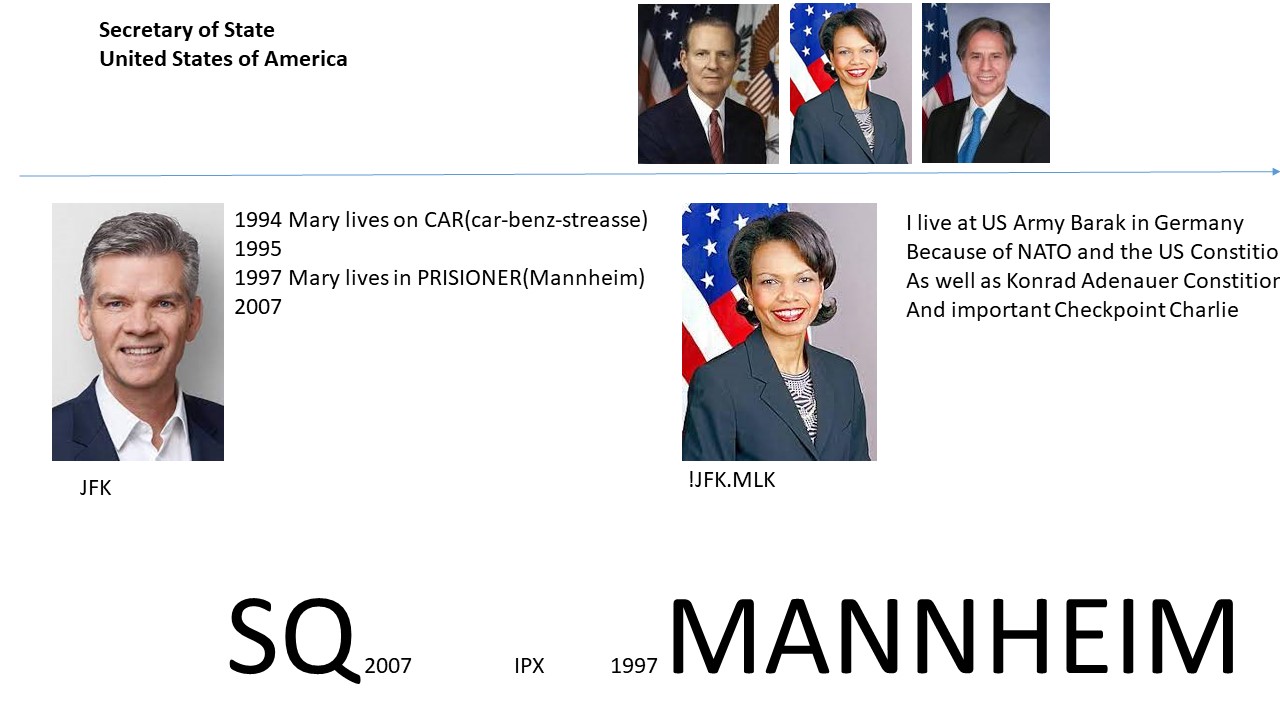 Secretary of State
United States of America
1994 Mary lives on CAR(car-benz-streasse)
1995
1997 Mary lives in PRISIONER(Mannheim)
2007
I live at US Army Barak in Germany
Because of NATO and the US Constitio
As well as Konrad Adenauer Constition
And important Checkpoint Charlie
JFK
!JFK.MLK
SQ 2007 IPX 1997 MANNHEIM